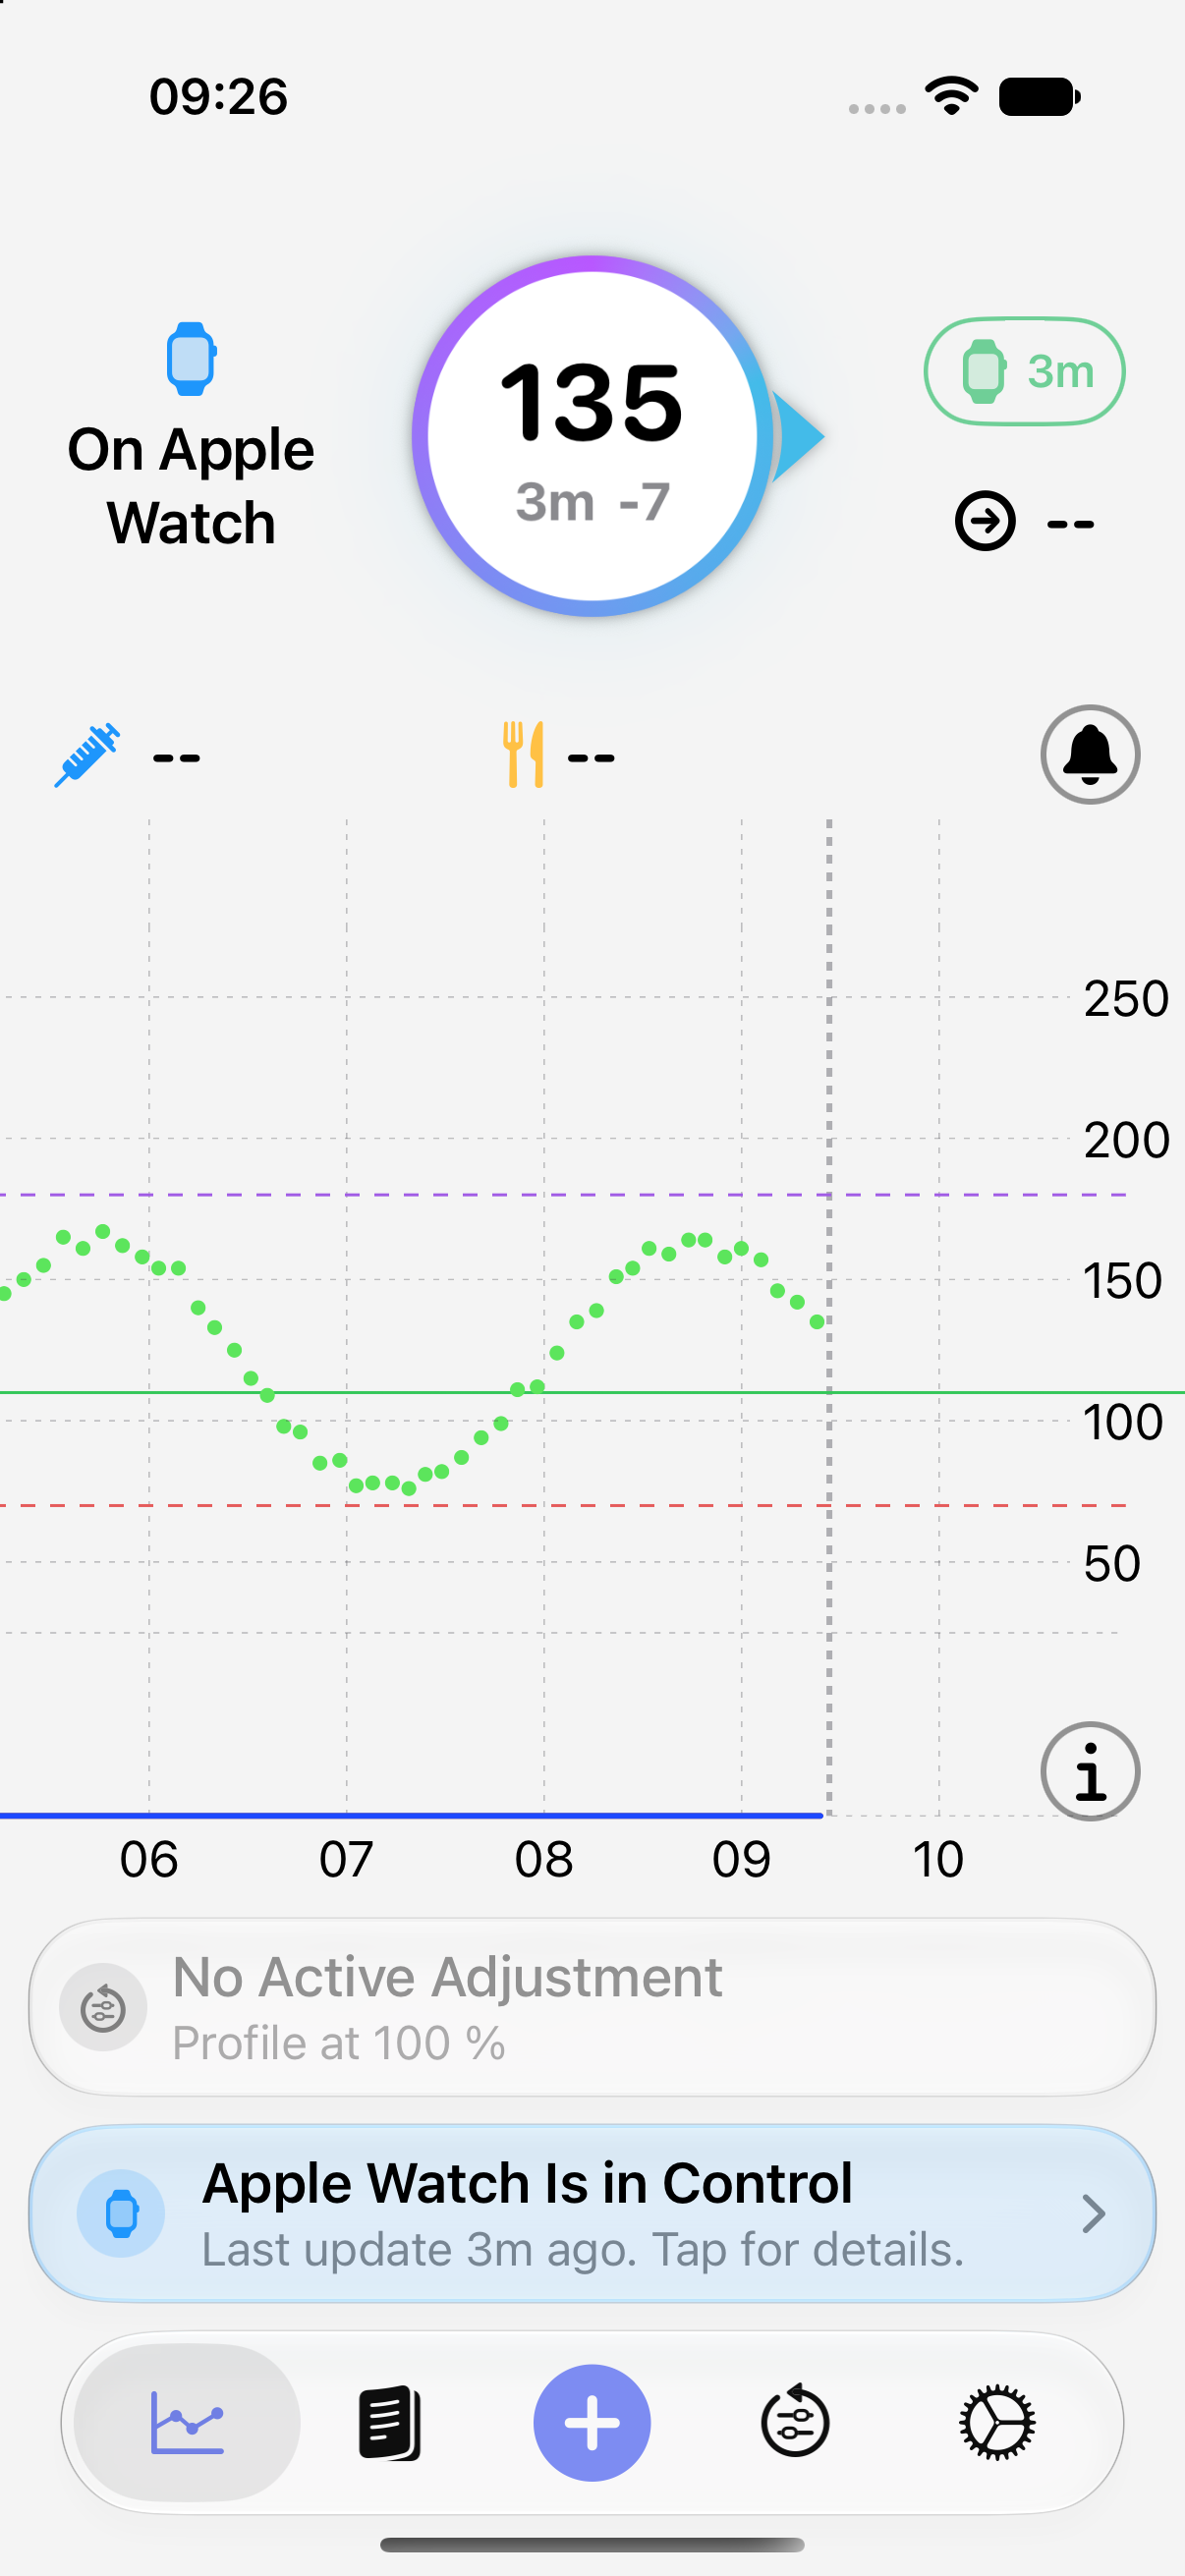 09:26
On Apple
Watch
135
3m -7
3m
--
--
--
250
200
150
100
50
06 07 08 09 10
No Active Adjustment
Profile at 100 %
Apple Watch Is in Control
Last update 3m ago. Tap for details.